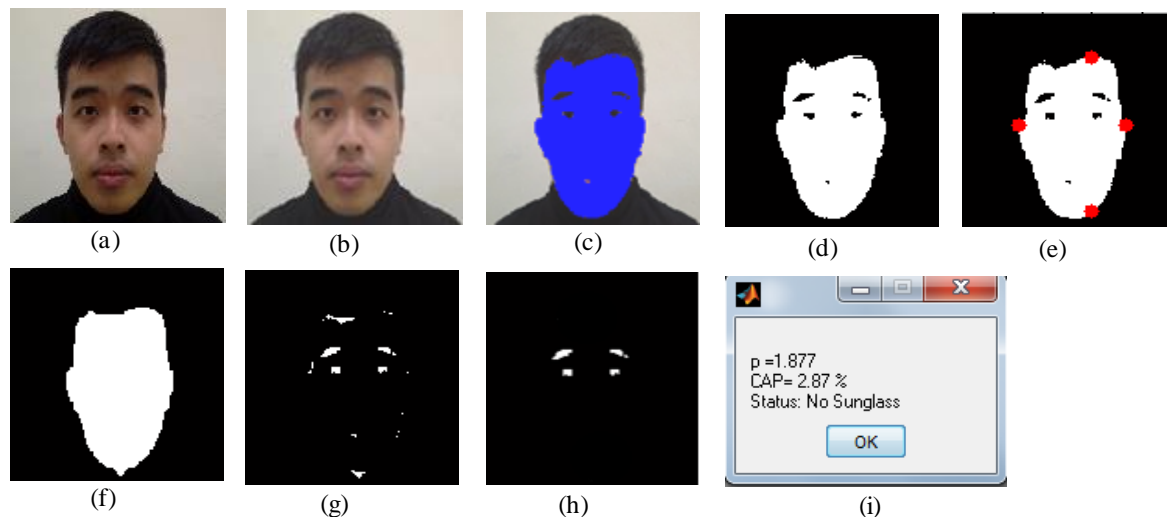 (a)
(b)
(c)
(d)
(e)
(f)
(g)
(h)
p =1.877
CAP= 2.87 %
Status: No Sunglass
OK
(i)